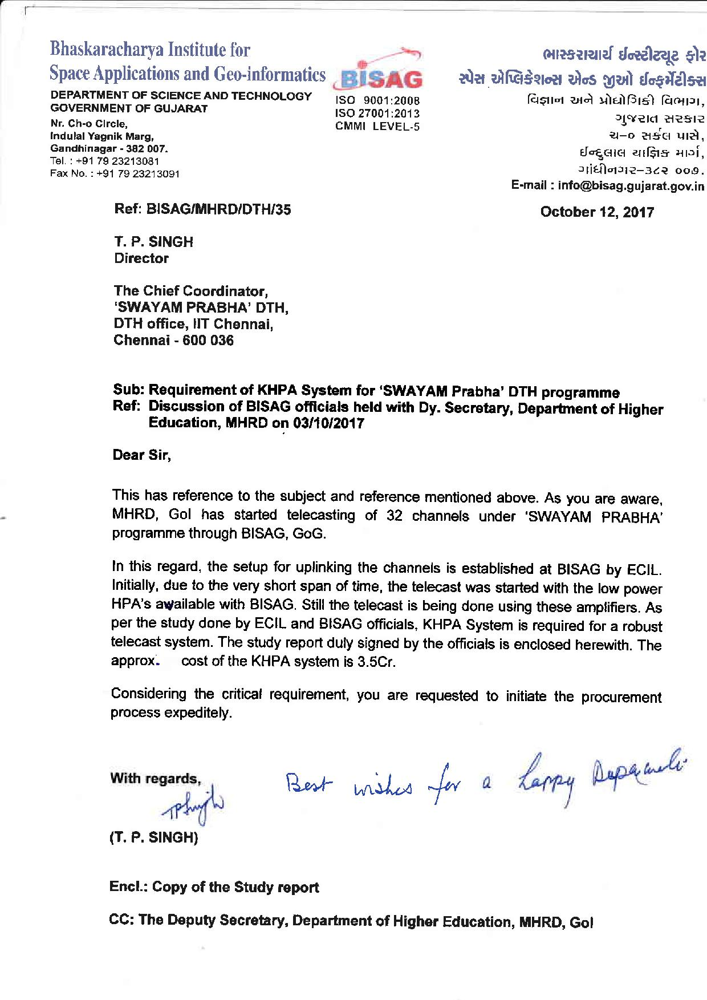 Bhaskaracharya Institute for
Space Applications and Geo-informatics
DEPARTMENT OF SCIENCE AND TECHNOLOGY
GOVERNMENT OF GUJARAT
Nr. Ch-o Circle,
Indulal Yagnik Marg,
Gandhinagar - 382 007.
Tel. : +91 79 23213081
Fax No. : +91 79 23213091
BISAG
ISO 9001:2008
ISO 27001:2013
CMMI LEVEL-5
ભાસ્કરાચાર્ય ઈન્સ્ટીટ્યૂટ ફોર
સ્પેસ એપ્લિકેશન્સ એન્ડ જીઓ ઈન્ફર્મેટીક્સ
વિજ્ઞાન અને પ્રોદ્યોગિકી વિભાગ,
ગુજરાત સરકાર
ચ-૦ સર્કલ પાસે,
ઈન્દુલાલ યાજ્ઞિક માર્ગ,
ગાંધીનગર-૩૮૨ ૦૦૭.
E-mail : info@bisag.gujarat.gov.in
Ref: BISAG/MHRD/DTH/35
October 12, 2017
T. P. SINGH
Director
The Chief Coordinator,
‘SWAYAM PRABHA’ DTH,
DTH office, IIT Chennai,
Chennai - 600 036
Sub: Requirement of KHPA System for ‘SWAYAM Prabha’ DTH programme
Ref: Discussion of BISAG officials held with Dy. Secretary, Department of Higher
Education, MHRD on 03/10/2017
Dear Sir,
This has reference to the subject and reference mentioned above. As you are aware,
MHRD, GoI has started telecasting of 32 channels under ‘SWAYAM PRABHA’
programme through BISAG, GoG.
In this regard, the setup for uplinking the channels is established at BISAG by ECIL.
Initially, due to the very short span of time, the telecast was started with the low power
HPA’s available with BISAG. Still the telecast is being done using these amplifiers. As
per the study done by ECIL and BISAG officials, KHPA System is required for a robust
telecast system. The study report duly signed by the officials is enclosed herewith. The
approx. cost of the KHPA system is 3.5Cr.
Considering the critical requirement, you are requested to initiate the procurement
process expeditely.
With regards,
Best wishes for a happy
(T. P. SINGH)
Encl.: Copy of the Study report
CC: The Deputy Secretary, Department of Higher Education, MHRD, GoI